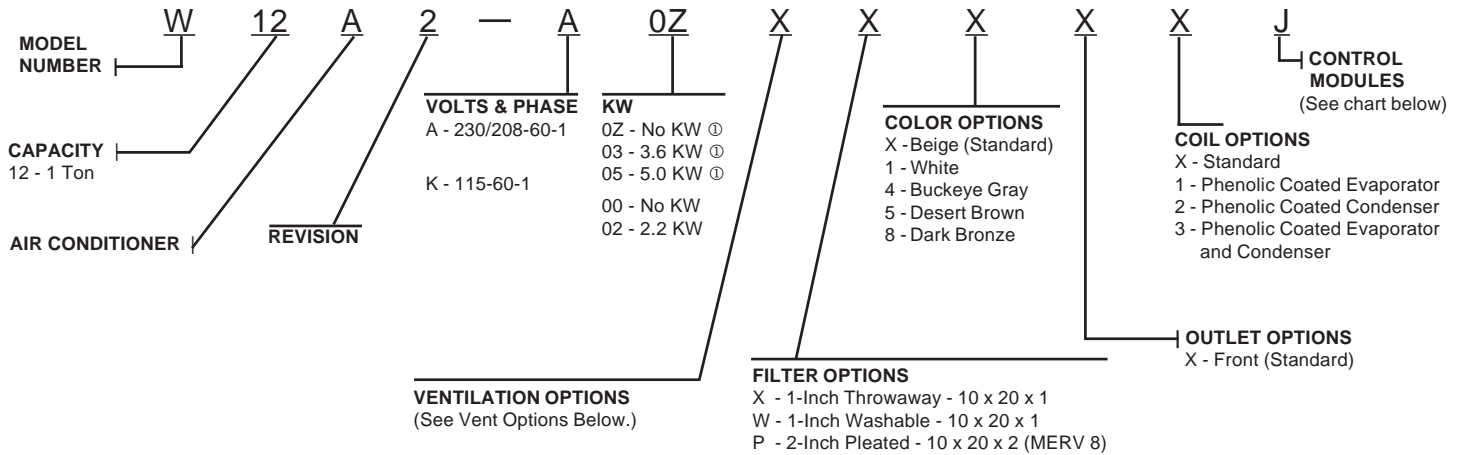 W 12 A 2 — A 0Z X X X X X J
MODEL
NUMBER
CAPACITY
12 - 1 Ton
AIR CONDITIONER
REVISION
VOLTS & PHASE
A - 230/208-60-1
K - 115-60-1
KW
0Z - No KW ①
03 - 3.6 KW ①
05 - 5.0 KW ①
00 - No KW
02 - 2.2 KW
VENTILATION OPTIONS
(See Vent Options Below.)
FILTER OPTIONS
X - 1-Inch Throwaway - 10 x 20 x 1
W - 1-Inch Washable - 10 x 20 x 1
P - 2-Inch Pleated - 10 x 20 x 2 (MERV 8)
COLOR OPTIONS
X - Beige (Standard)
1 - White
4 - Buckeye Gray
5 - Desert Brown
8 - Dark Bronze
OUTLET OPTIONS
X - Front (Standard)
COIL OPTIONS
X - Standard
1 - Phenolic Coated Evaporator
2 - Phenolic Coated Condenser
3 - Phenolic Coated Evaporator
and Condenser
CONTROL
MODULES
(See chart below)